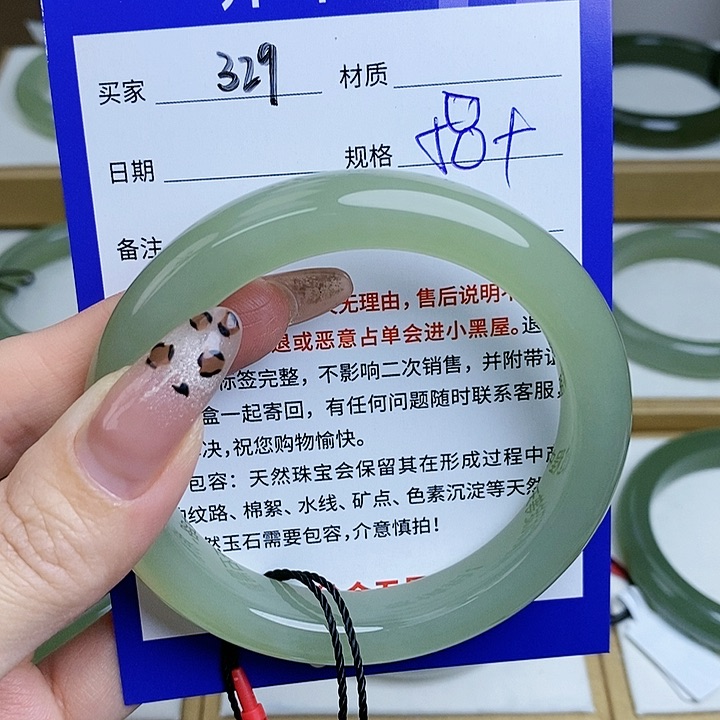 买家 329 材质
日期 规格
备注
无理由，售后说明
退或恶意占单会进小黑屋。退
标签完整，不影响二次销售，并附带证
盒一起寄回，有任何问题随时联系客服，
决，祝您购物愉快。
包容：天然珠宝会保留其在形成过程中
纹路、棉絮、水线、矿点、色素沉淀等天然
然玉石需要包容，介意慎拍！